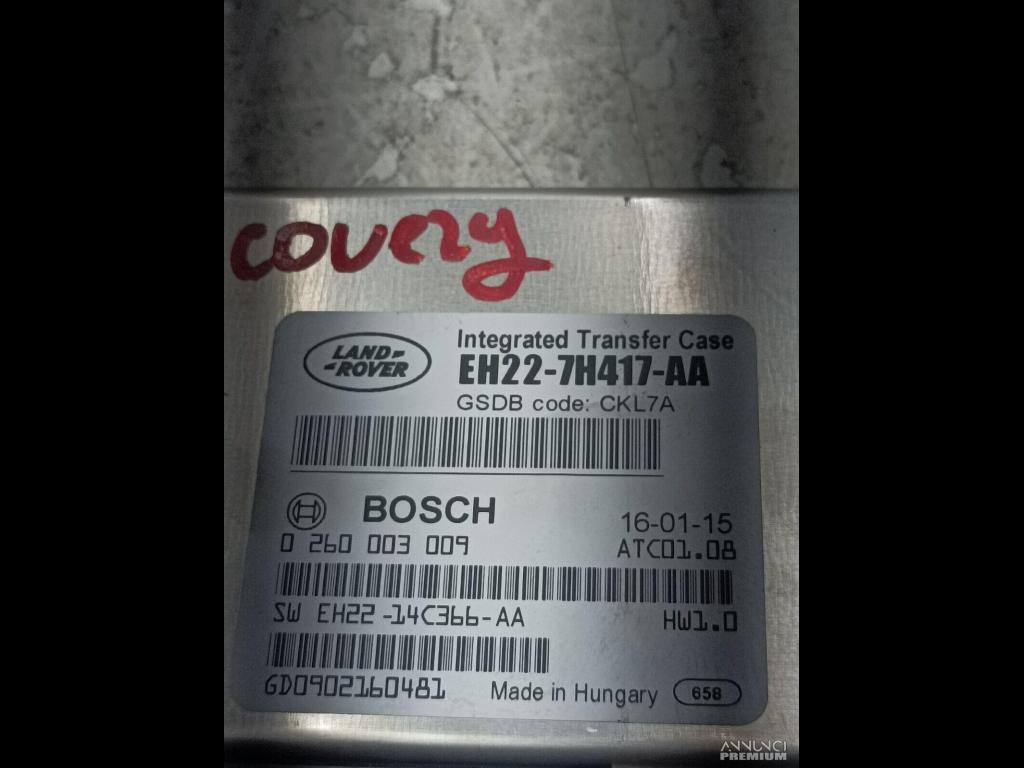 COVERY
LAND-
-ROVER
Integrated Transfer Case
EH22-7H417-AA
GSDB code: CKL7A
BOSCH
16-01-15
0 260 003 009
ATC01.08
SW EH22-14C366-AA
HW1.0
GD0902160481
Made in Hungary
658
ANNUNCI
PREMIUM